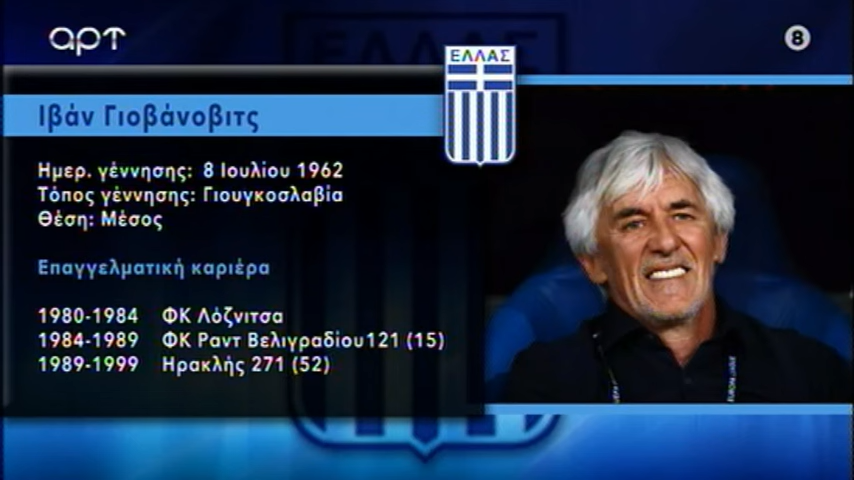 αρτ
8
ΕΛΛΑΣ
Ιβάν Γιοβάνοβιτς
Ημερ. γέννησης: 8 Ιουλίου 1962
Τόπος γέννησης: Γιουγκοσλαβία
Θέση: Μέσος
Επαγγελματική καριέρα
1980-1984 ΦΚ Λόζνιτσα
1984-1989 ΦΚ Ραντ Βελιγραδίου121 (15)
1989-1999 Ηρακλής 271 (52)